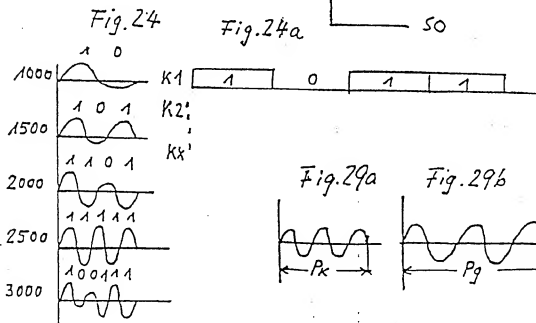 50
Fig. 24
Fig. 24a
1000
1 0
K1
1 0 1 1
1500
1 0 1
K2
Kx
2000
1 1 0 1
2500
1 1 1 1 1
3000
1 0 0 1 1 1
Fig. 29a
Px
Fig. 29b
Pg